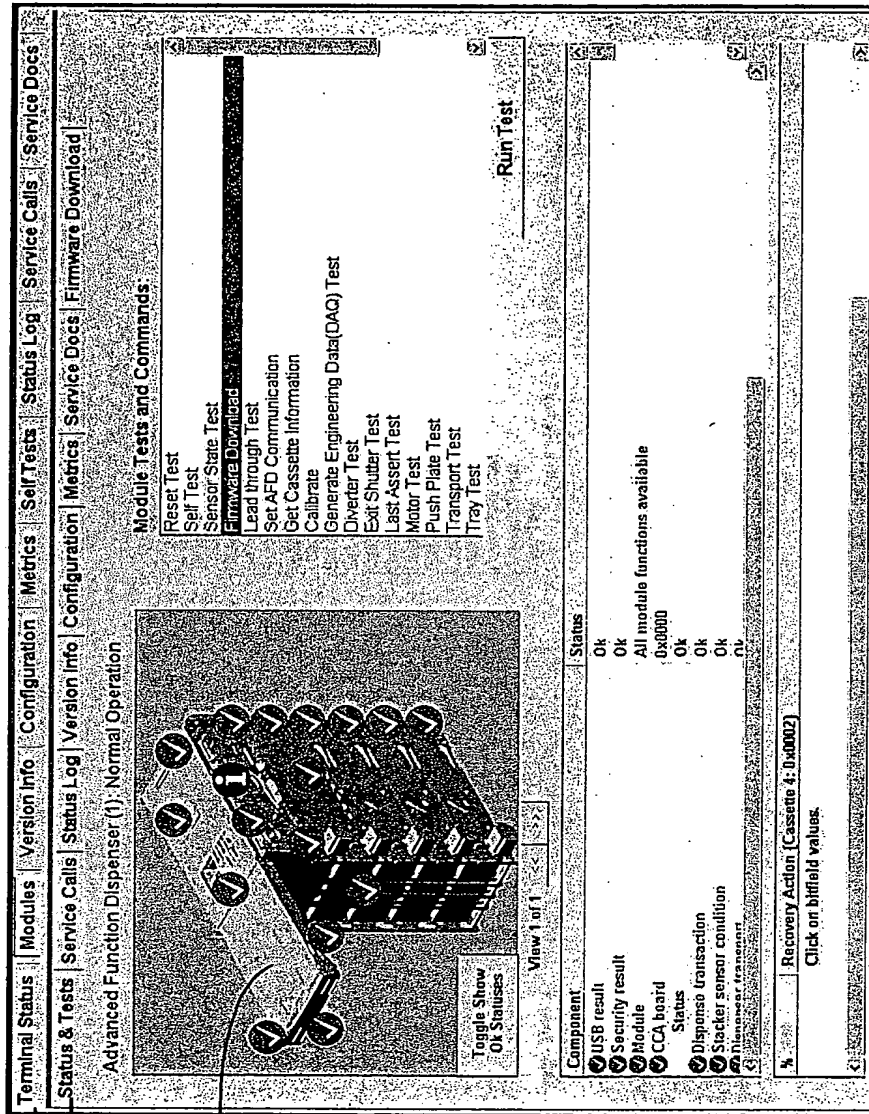 Terminal Status Modules Version Info Configuration Metrics Self Tests Status Log Service Calls Service Docs
Status & Tests Service Calls Status Log Version Info Configuration Metrics Service Docs Firmware Download
Advanced Function Dispenser (1): Normal Operation
Toggle Show
Ok Statuses
View 1 of 1 << >>>
Module Tests and Commands:
Reset Test
Self Test
Sensor State Test
Firmware Download
Lead through Test
Set AFD Communication
Get Cassette Information
Calibrate
Generate Engineering Data(DAQ) Test
Diverter Test
Exit Shutter Test
Last Assert Test
Motor Test
Push Plate Test
Transport Test
Tray Test
Run Test
Component Status
USB result Ok
Security result Ok
Module All module functions available
CCA board 0x0000
Status Ok
Dispense transaction Ok
Stacker sensor condition Ok
Dispenser transport Ok
% Recovery Action [Cassette 4: 0x0002]
Click on bitfield values.